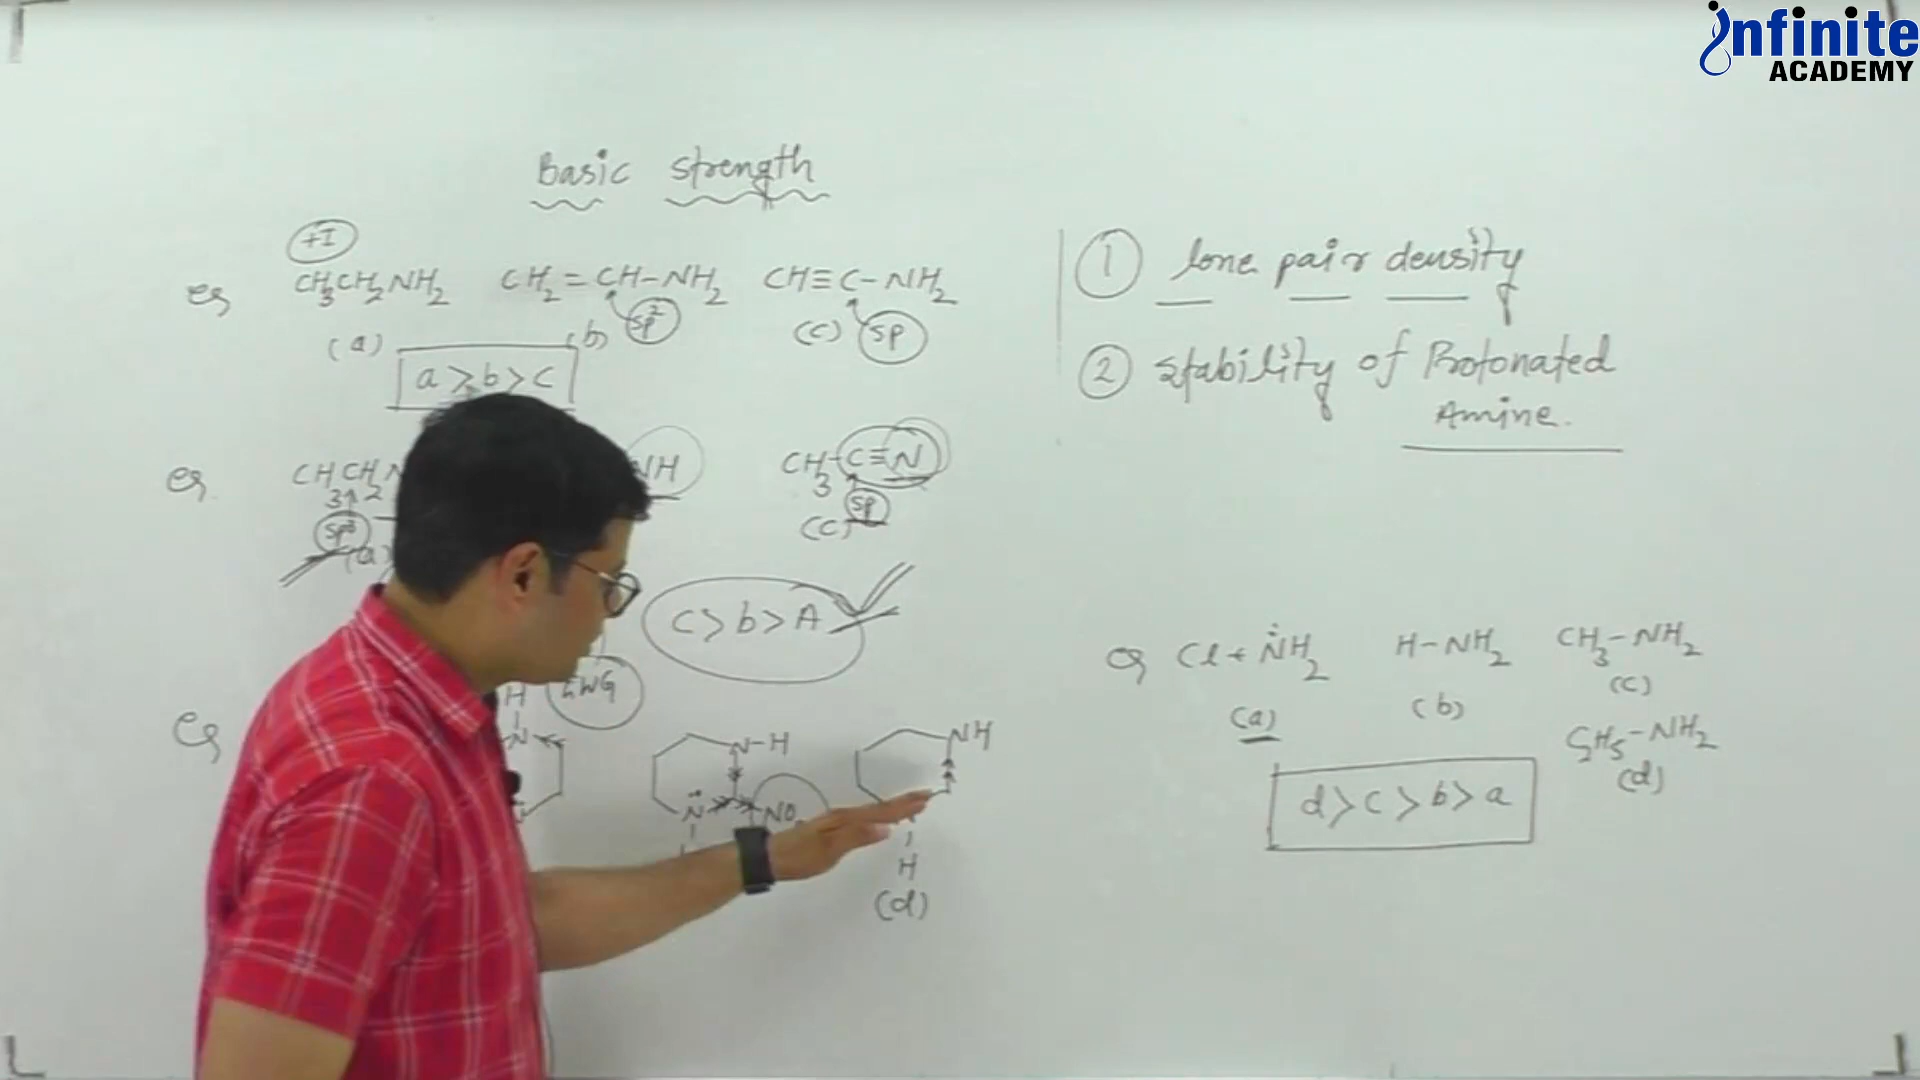 infinite
ACADEMY
Basic strength
+I
eg CH3CH2NH2 CH2=CH-NH2 CH≡C-NH2
(a) (b) sp2 (c) sp
a > b > c
eg CH3CH2N NH CH3-C≡N
sp3 sp
(a) (c)
c > b > A
EWG
Eg H
N N-H NH
N NO
H
(d)
① lone pair density
② stability of Protonated
Amine.
eg Cl ← NH2 H-NH2 CH3-NH2
(a) (b) (c)
C2H5-NH2
(d)
d > c > b > a